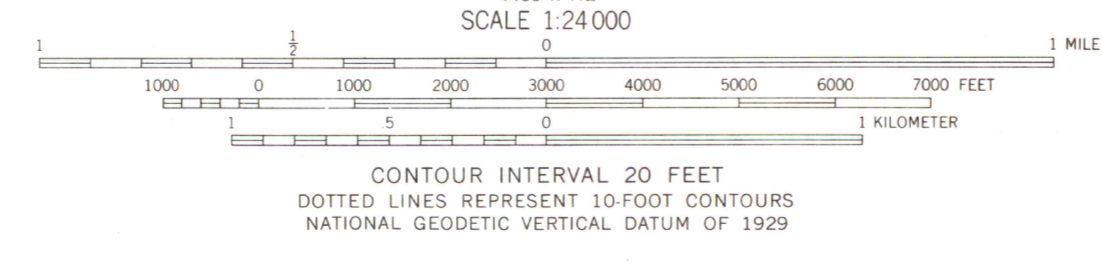 SCALE 1:24 000
1 1/2 0 1 MILE
1000 0 1000 2000 3000 4000 5000 6000 7000 FEET
1 .5 0 1 KILOMETER
CONTOUR INTERVAL 20 FEET
DOTTED LINES REPRESENT 10-FOOT CONTOURS
NATIONAL GEODETIC VERTICAL DATUM OF 1929